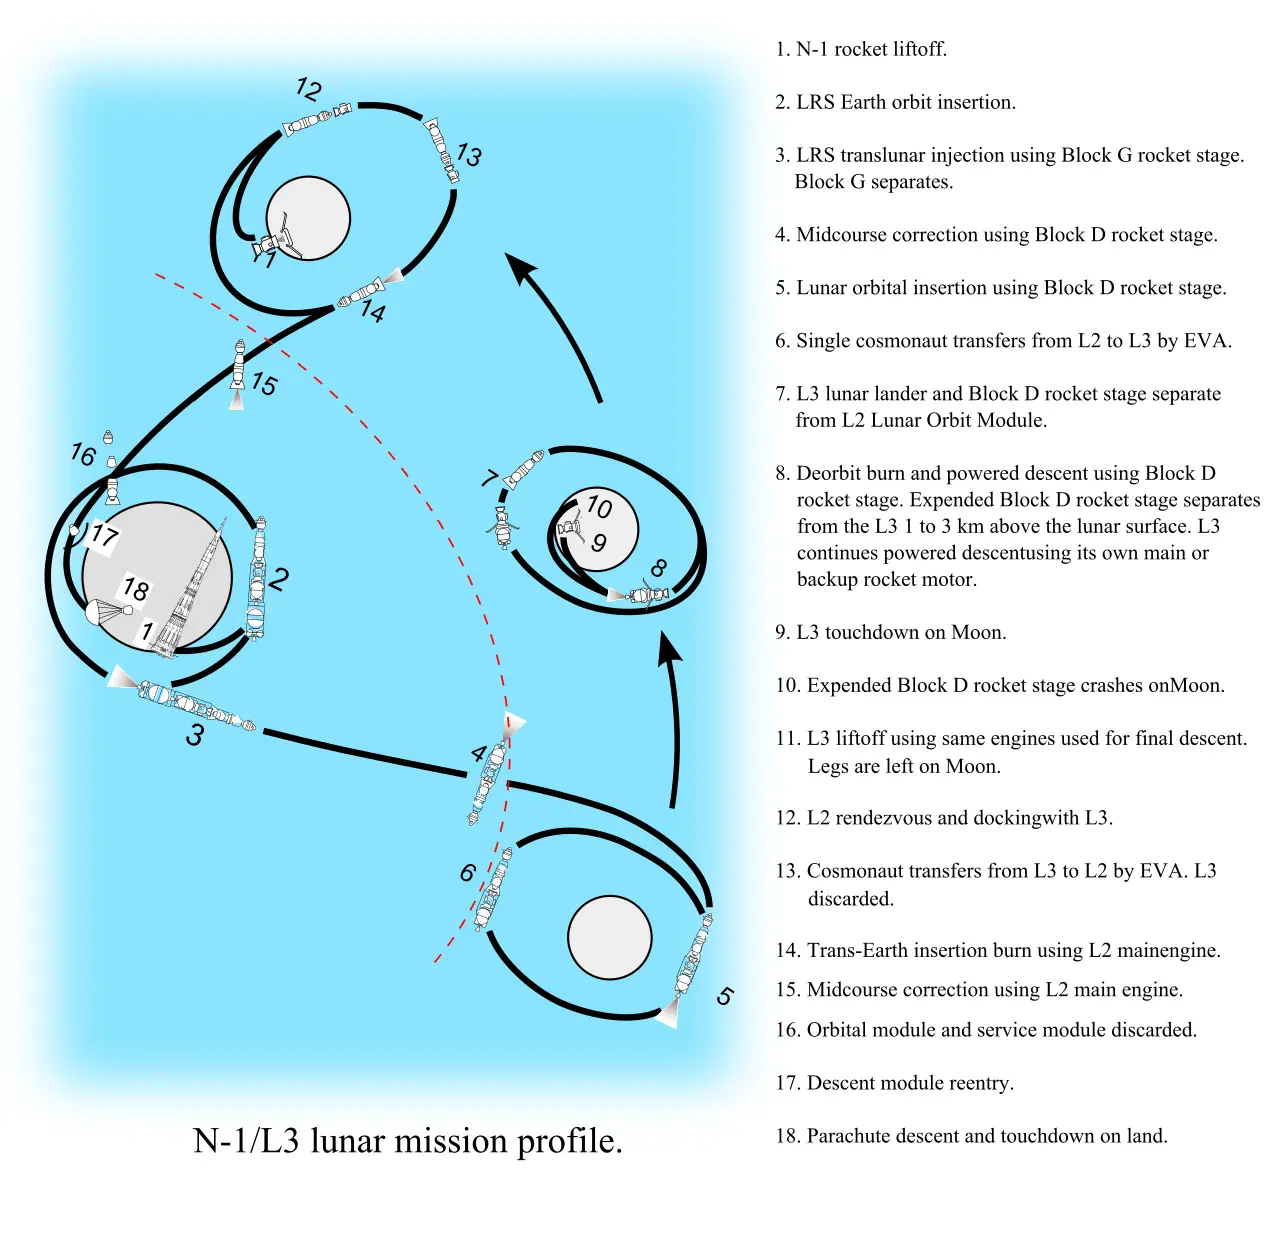 12
13
11
14
15
16
17
18
1
2
3
7
10
9
8
4
6
5
N-1/L3 lunar mission profile.
1. N-1 rocket liftoff.
2. LRS Earth orbit insertion.
3. LRS translunar injection using Block G rocket stage.
Block G separates.
4. Midcourse correction using Block D rocket stage.
5. Lunar orbital insertion using Block D rocket stage.
6. Single cosmonaut transfers from L2 to L3 by EVA.
7. L3 lunar lander and Block D rocket stage separate
from L2 Lunar Orbit Module.
8. Deorbit burn and powered descent using Block D
rocket stage. Expended Block D rocket stage separates
from the L3 1 to 3 km above the lunar surface. L3
continues powered descentusing its own main or
backup rocket motor.
9. L3 touchdown on Moon.
10. Expended Block D rocket stage crashes onMoon.
11. L3 liftoff using same engines used for final descent.
Legs are left on Moon.
12. L2 rendezvous and dockingwith L3.
13. Cosmonaut transfers from L3 to L2 by EVA. L3
discarded.
14. Trans-Earth insertion burn using L2 mainengine.
15. Midcourse correction using L2 main engine.
16. Orbital module and service module discarded.
17. Descent module reentry.
18. Parachute descent and touchdown on land.